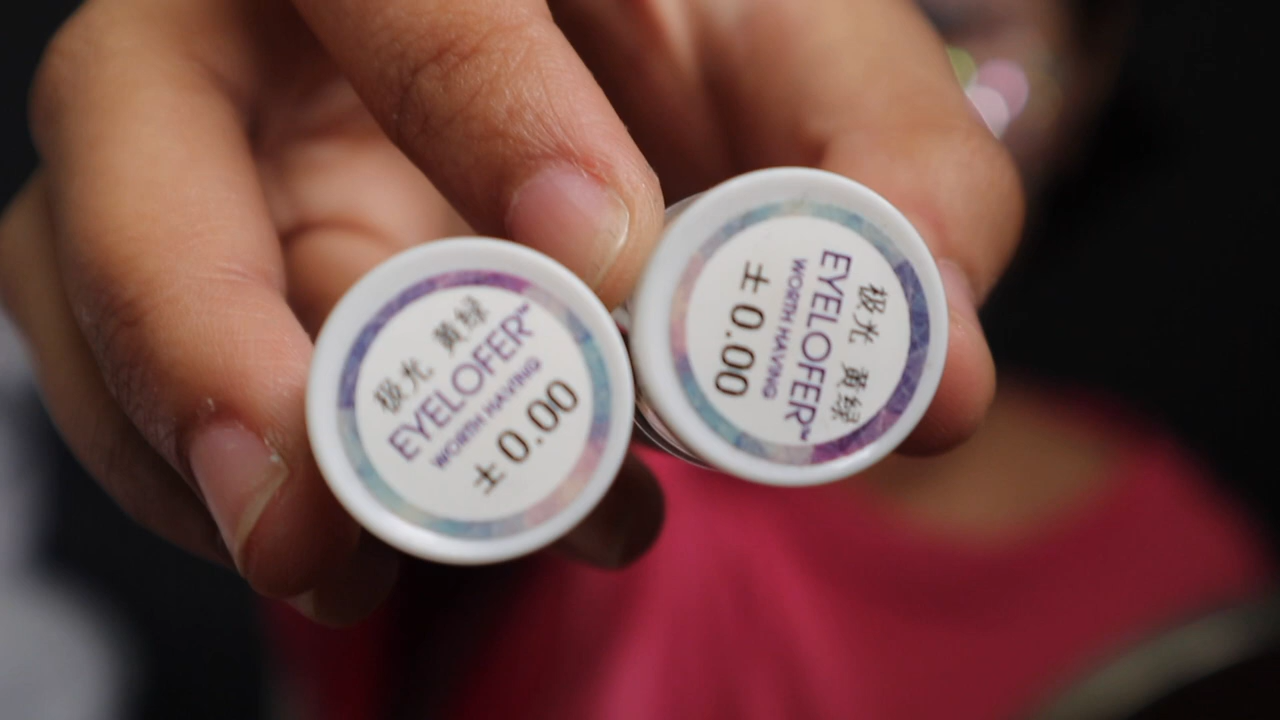 极光 黄绿
EYELOFER™
WORTH HAVING
± 0.00
极光 黄绿
EYELOFER™
WORTH HAVING
± 0.00